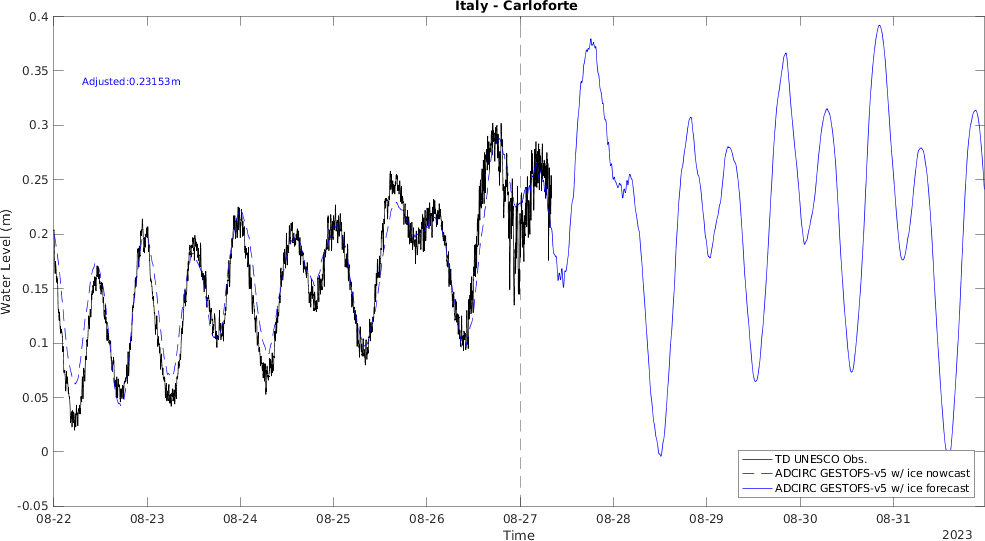 Italy - Carloforte
0.4
0.35
Adjusted:0.23153m
0.3
0.25
0.2
0.15
0.1
0.05
0
-0.05
Water Level (m)
TD UNESCO Obs.
ADCIRC GESTOFS-v5 w/ ice nowcast
ADCIRC GESTOFS-v5 w/ ice forecast
08-22 08-23 08-24 08-25 08-26 08-27 08-28 08-29 08-30 08-31
Time
2023